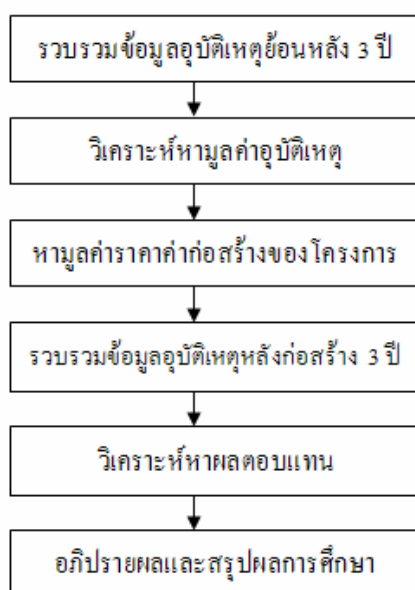 รวบรวมข้อมูลอุบัติเหตุย้อนหลัง 3 ปี
วิเคราะห์หามูลค่าอุบัติเหตุ
หามูลค่าราคาค่าก่อสร้างของโครงการ
รวบรวมข้อมูลอุบัติเหตุหลังก่อสร้าง 3 ปี
วิเคราะห์หาผลตอบแทน
อภิปรายผลและสรุปผลการศึกษา